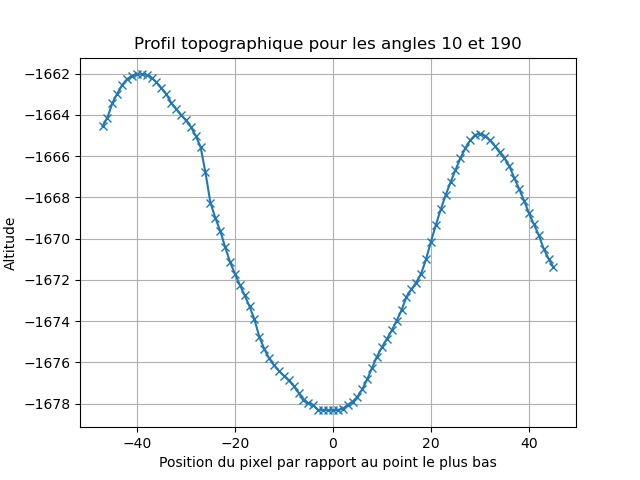 Profil topographique pour les angles 10 et 190
−1662
−1664
−1666
−1668
−1670
−1672
−1674
−1676
−1678
Altitude
−40 −20 0 20 40
Position du pixel par rapport au point le plus bas